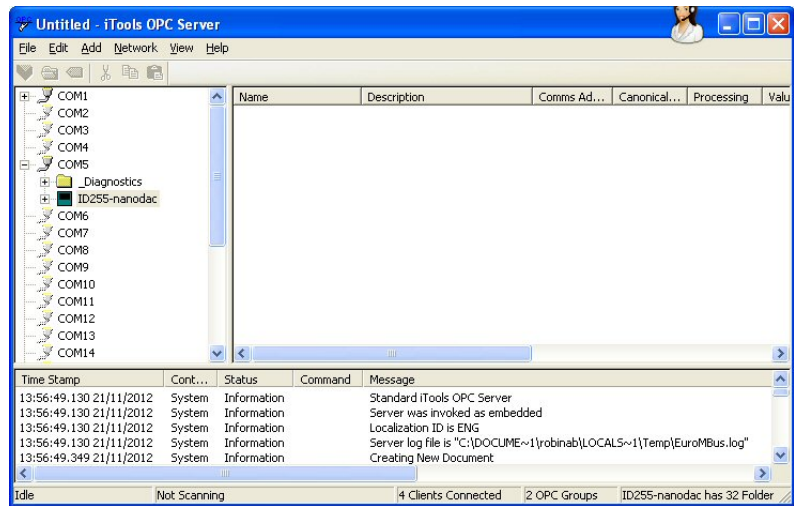 Untitled - iTools OPC Server
File Edit Add Network View Help
COM1
COM2
COM3
COM4
COM5
_Diagnostics
ID255-nanodac
COM6
COM7
COM8
COM9
COM10
COM11
COM12
COM13
COM14
Name Description Comms Ad... Canonical... Processing Valu
Time Stamp Cont... Status Command Message
13:56:49.130 21/11/2012 System Information Standard iTools OPC Server
13:56:49.130 21/11/2012 System Information Server was invoked as embedded
13:56:49.130 21/11/2012 System Information Localization ID is ENG
13:56:49.130 21/11/2012 System Information Server log file is "C:\DOCUME~1\robinab\LOCALS~1\Temp\EuroMBus.log"
13:56:49.349 21/11/2012 System Information Creating New Document
Idle Not Scanning 4 Clients Connected 2 OPC Groups ID255-nanodac has 32 Folder